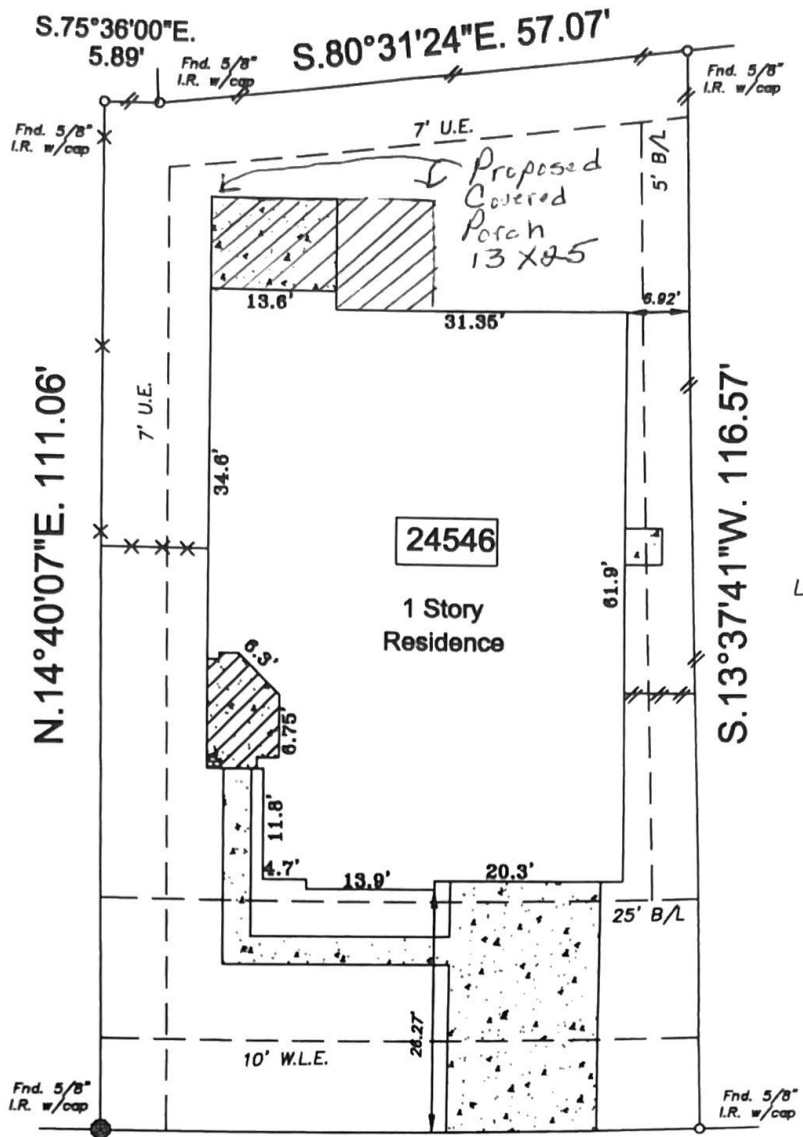 S.75°36'00"E.
5.89'
S.80°31'24"E. 57.07'
Fnd. 5/8"
I.R. w/cap
Fnd. 5/8"
I.R. w/cap
Fnd. 5/8"
I.R. w/cap
7' U.E.
5' B/L
Proposed
Covered
Porch
13 X 25
13.6'
31.35'
6.92'
N.14°40'07"E. 111.06'
7' U.E.
34.6'
24546
1 Story
Residence
61.9'
S.13°37'41"W. 116.57'
L
6.3'
6.75'
11.8'
4.7'
13.9'
20.3'
25' B/L
26.27'
10' W.L.E.
Fnd. 5/8"
I.R. w/cap
Fnd. 5/8"
I.R. w/cap